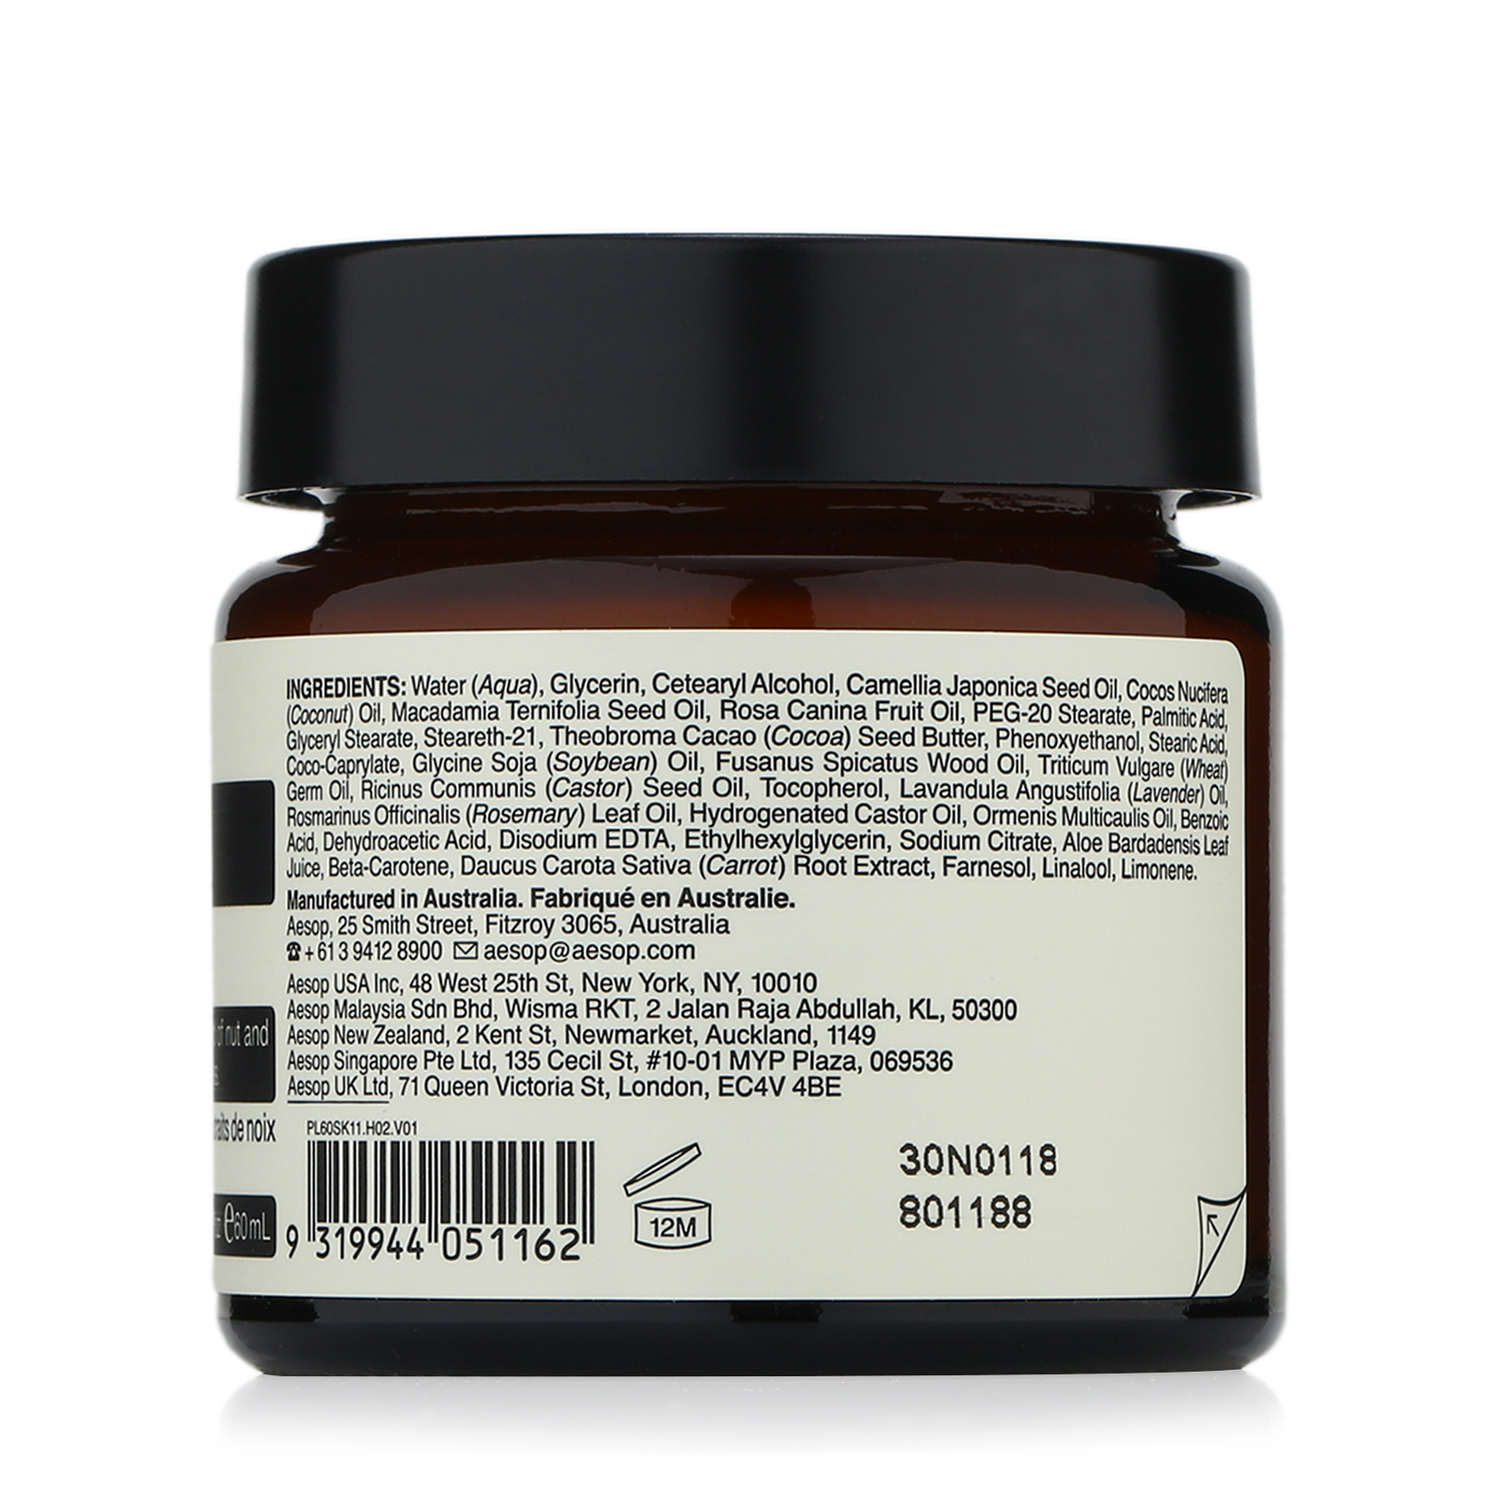 INGREDIENTS: Water (Aqua), Glycerin, Cetearyl Alcohol, Camellia Japonica Seed Oil, Cocos Nucifera
(Coconut) Oil, Macadamia Ternifolia Seed Oil, Rosa Canina Fruit Oil, PEG-20 Stearate, Palmitic Acid,
Glyceryl Stearate, Steareth-21, Theobroma Cacao (Cocoa) Seed Butter, Phenoxyethanol, Stearic Acid,
Coco-Caprylate, Glycine Soja (Soybean) Oil, Fusanus Spicatus Wood Oil, Triticum Vulgare (Wheat)
Germ Oil, Ricinus Communis (Castor) Seed Oil, Tocopherol, Lavandula Angustifolia (Lavender) Oil,
Rosmarinus Officinalis (Rosemary) Leaf Oil, Hydrogenated Castor Oil, Ormenis Multicaulis Oil, Benzoic
Acid, Dehydroacetic Acid, Disodium EDTA, Ethylhexylglycerin, Sodium Citrate, Aloe Bardadensis Leaf
Juice, Beta-Carotene, Daucus Carota Sativa (Carrot) Root Extract, Farnesol, Linalool, Limonene.
Manufactured in Australia. Fabriqué en Australie.
Aesop, 25 Smith Street, Fitzroy 3065, Australia
☎ + 61 3 9412 8900 ✉ aesop@aesop.com
Aesop USA Inc, 48 West 25th St, New York, NY, 10010
Aesop Malaysia Sdn Bhd, Wisma RKT, 2 Jalan Raja Abdullah, KL, 50300
Aesop New Zealand, 2 Kent St, Newmarket, Auckland, 1149
Aesop Singapore Pte Ltd, 135 Cecil St, #10-01 MYP Plaza, 069536
Aesop UK Ltd, 71 Queen Victoria St, London, EC4V 4BE
of nut and
de noix
℮60 mL
PL60SK11.H02.V01
9 319944 051162
12M
30N0118
801188